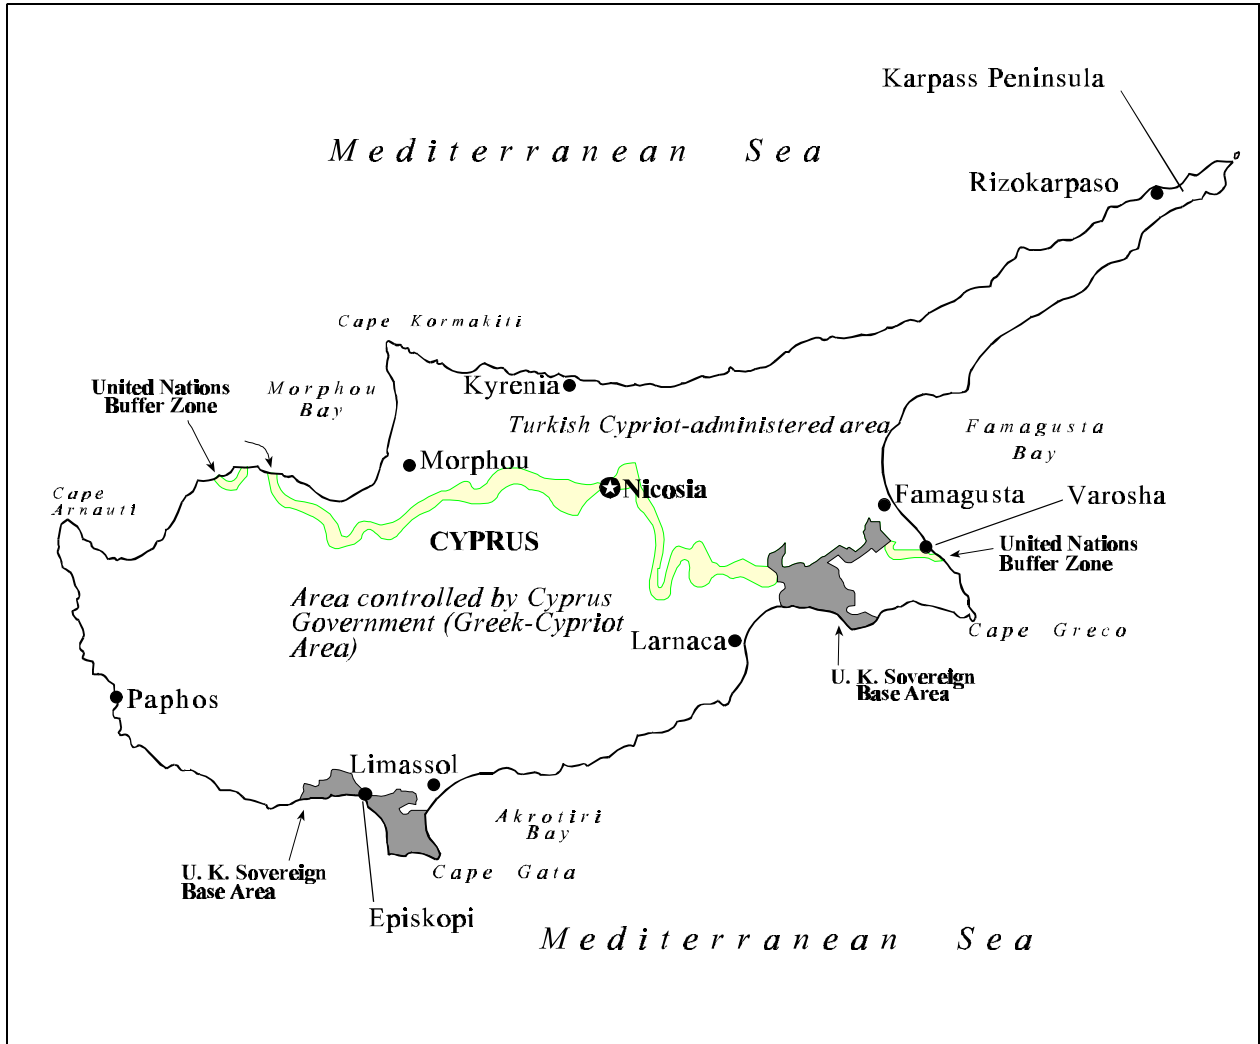 Karpass Peninsula
Mediterranean Sea
Rizokarpaso
Cape Kormakiti
United Nations
Buffer Zone
Morphou
Bay
Kyrenia
Turkish Cypriot-administered area
Famagusta
Bay
Morphou
Nicosia
Cape
Arnauti
Famagusta
Varosha
CYPRUS
United Nations
Buffer Zone
Area controlled by Cyprus
Government (Greek-Cypriot
Area)
Larnaca
Cape Greco
U. K. Sovereign
Base Area
Paphos
Limassol
Akrotiri
Bay
U. K. Sovereign
Base Area
Cape Gata
Episkopi
Mediterranean Sea